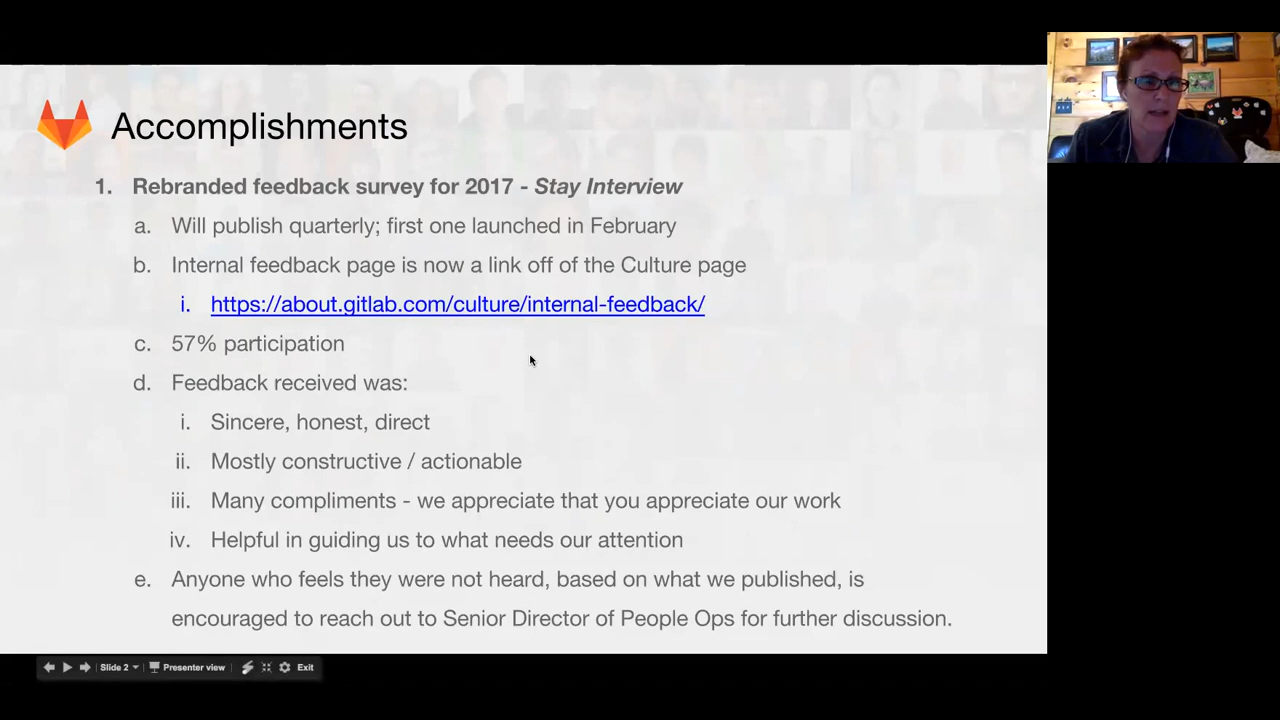 Accomplishments
1. Rebranded feedback survey for 2017 - Stay Interview
a. Will publish quarterly; first one launched in February
b. Internal feedback page is now a link off of the Culture page
i. https://about.gitlab.com/culture/internal-feedback/
c. 57% participation
d. Feedback received was:
i. Sincere, honest, direct
ii. Mostly constructive / actionable
iii. Many compliments - we appreciate that you appreciate our work
iv. Helpful in guiding us to what needs our attention
e. Anyone who feels they were not heard, based on what we published, is
encouraged to reach out to Senior Director of People Ops for further discussion.
Slide 2 Presenter view Exit